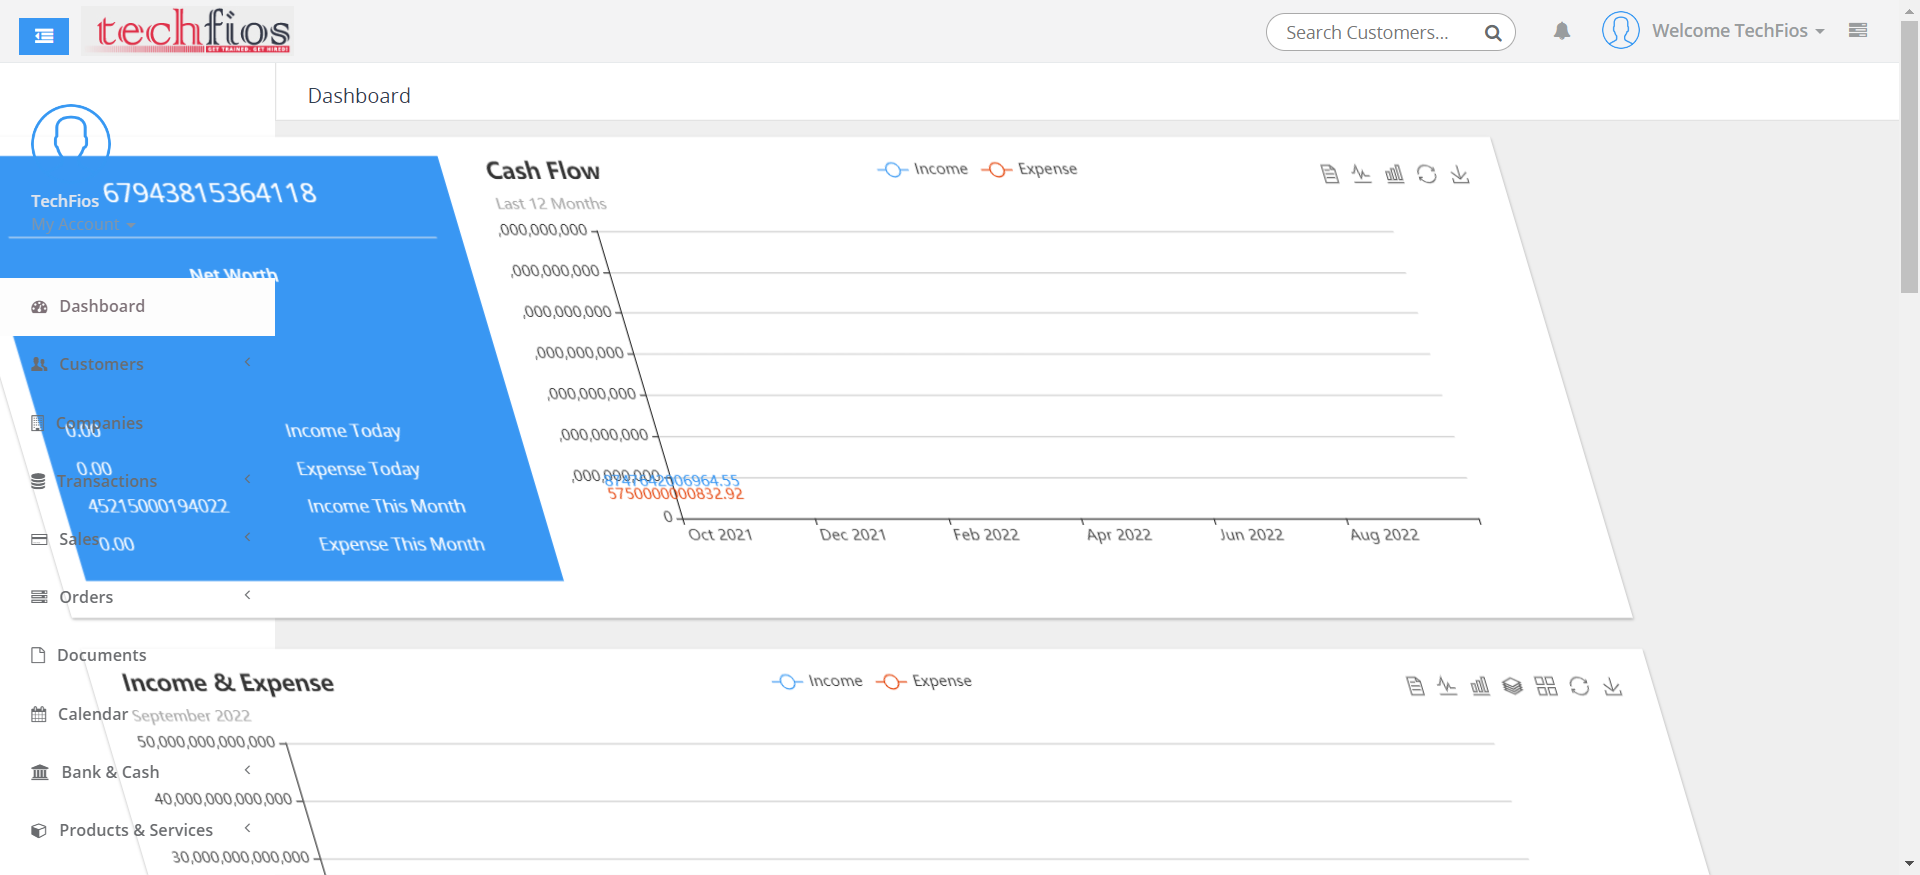 techfios
GET TRAINED. GET HIRED!
Search Customers...
Welcome TechFios
Dashboard
TechFios
My Account
67943815364118
Net Worth
Dashboard
Customers
Companies
Transactions
Sales
Orders
Documents
Calendar
Bank & Cash
Products & Services
0.00 Income Today
0.00 Expense Today
45215000194022 Income This Month
0.00 Expense This Month
Cash Flow
Last 12 Months
Income Expense
,000,000,000
,000,000,000
,000,000,000
,000,000,000
,000,000,000
,000,000,000
,000,000,000
5750000000832.92
0
Oct 2021 Dec 2021 Feb 2022 Apr 2022 Jun 2022 Aug 2022
Income & Expense
September 2022
Income Expense
50,000,000,000,000
40,000,000,000,000
30,000,000,000,000